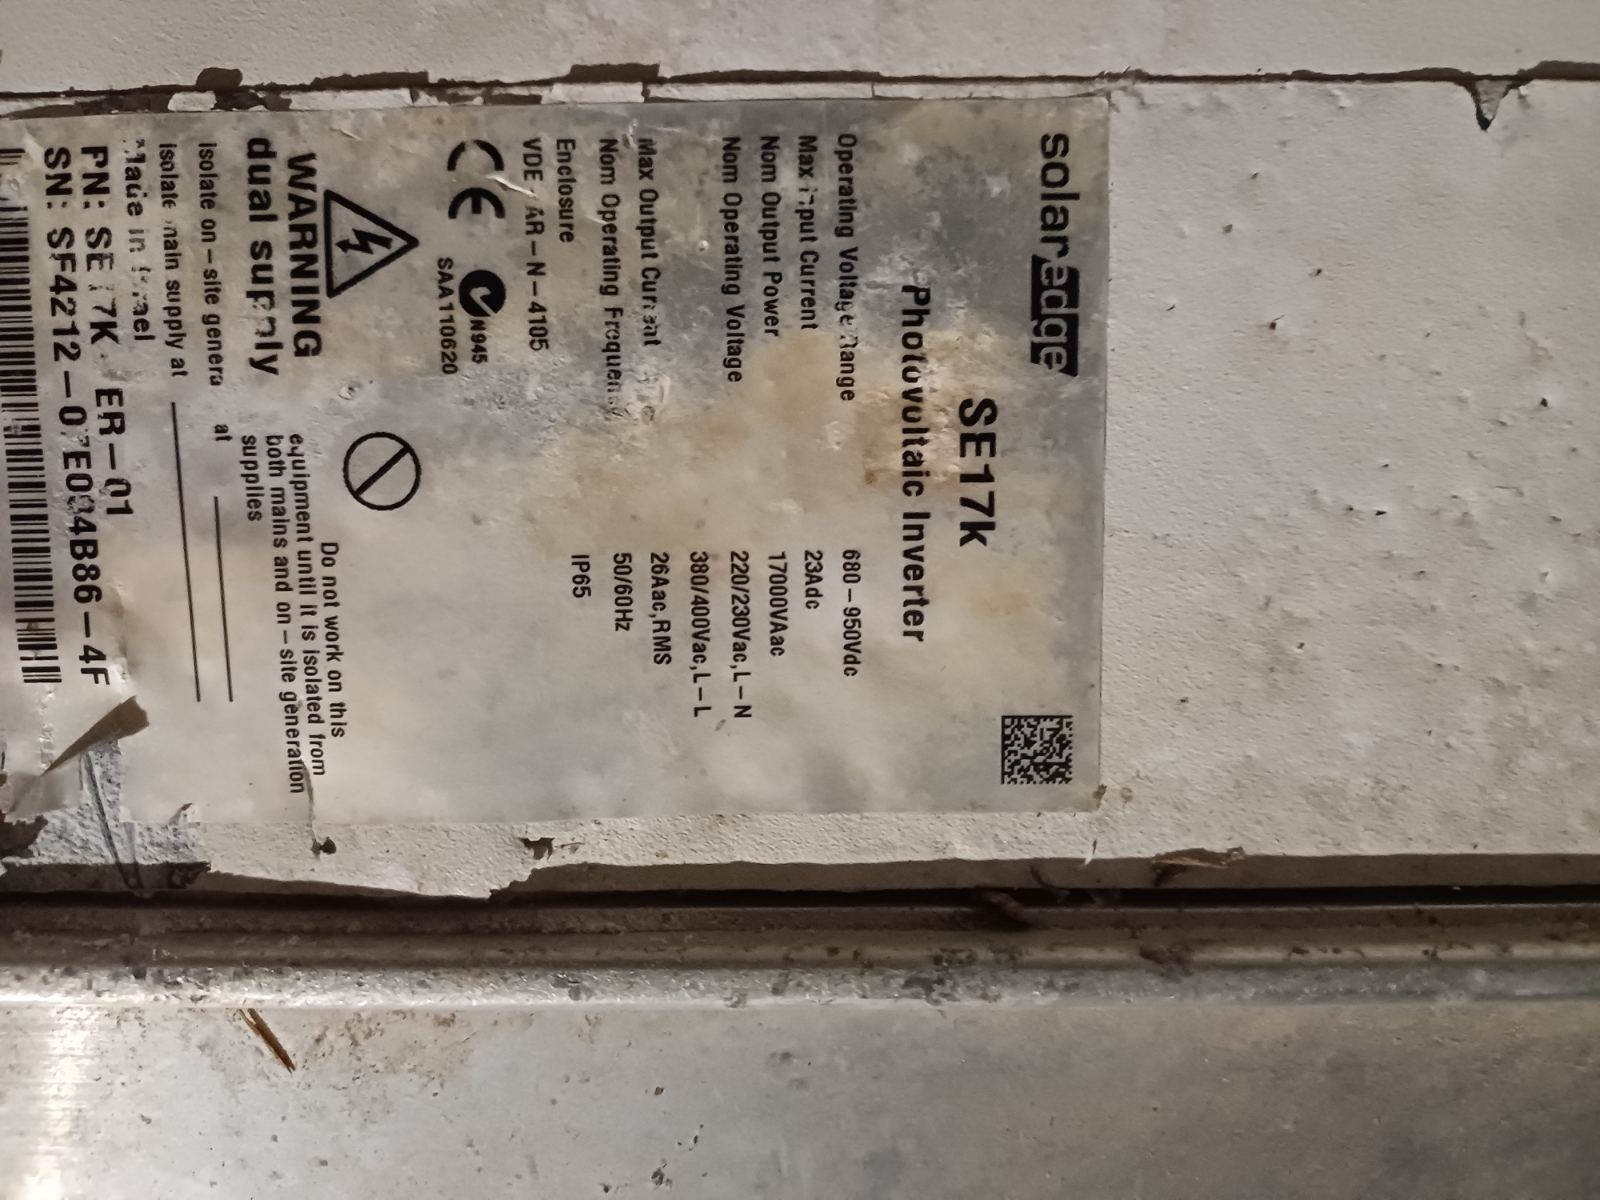 solaredge
SE17k
Photovoltaic Inverter
Operating Voltage Range 680-950Vdc
Max Input Current 23Adc
Nom Output Power 17000VAac
Nom Operating Voltage 220/230Vac,L-N
380/400Vac,L-L
Max Output Current 26Aac,RMS
Nom Operating Frequency 50/60Hz
Enclosure IP65
VDE-AR-N-4105
CE N945
SAA110620
WARNING
dual supply
Do not work on this
equipment until it is isolated from
both mains and on-site generation
supplies
Isolate on-site genera at
Isolate main supply at
Made in Israel
PN: ER-01
SN: